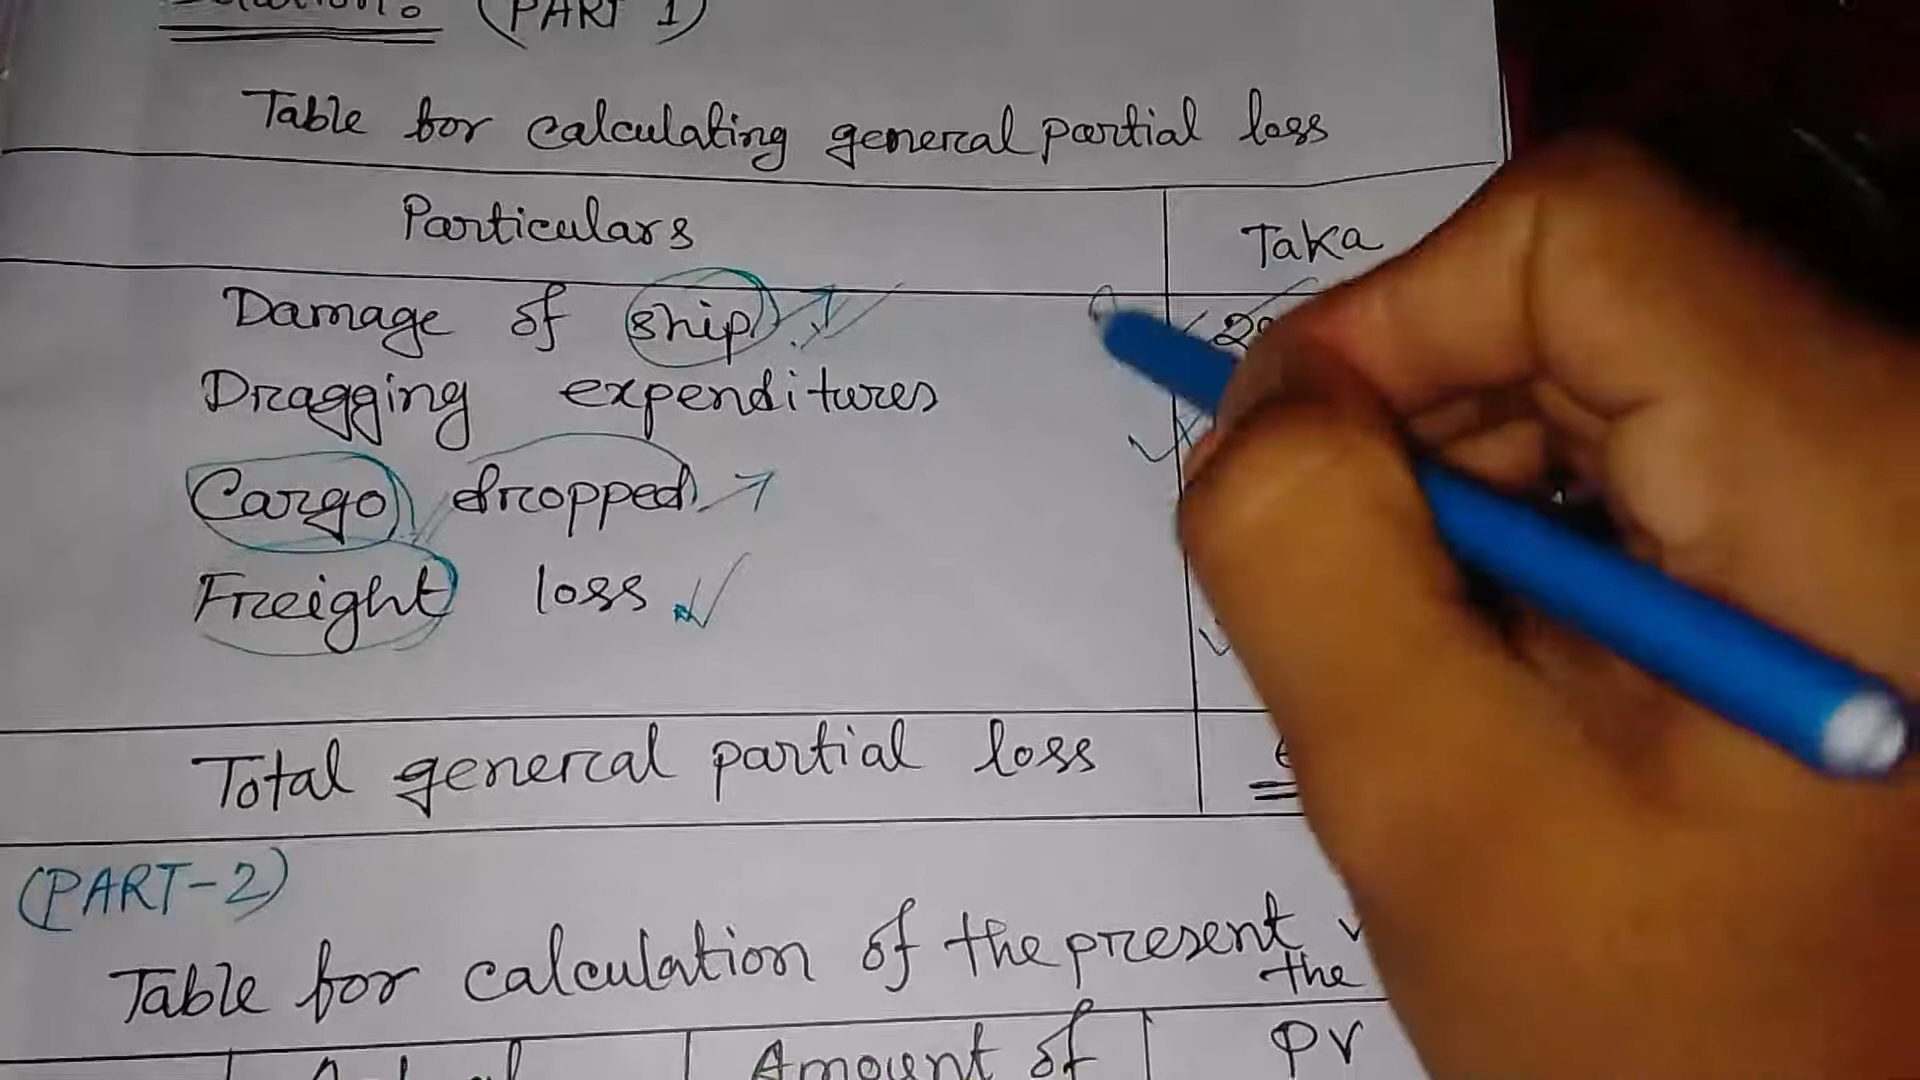 (PART 1)
Table for calculating general partial loss
Particulars
Taka
Damage of ship
Dragging expenditures
Cargo dropped
Freight loss
Total general partial loss
(PART-2)
Table for calculation of the present
the
Amount of
PV